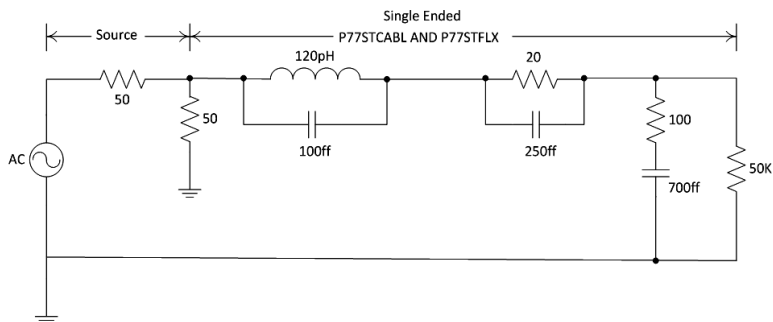 Single Ended
Source
P77STCABL AND P77STFLX
120pH
20
50
50
100
AC
100ff
250ff
50K
700ff